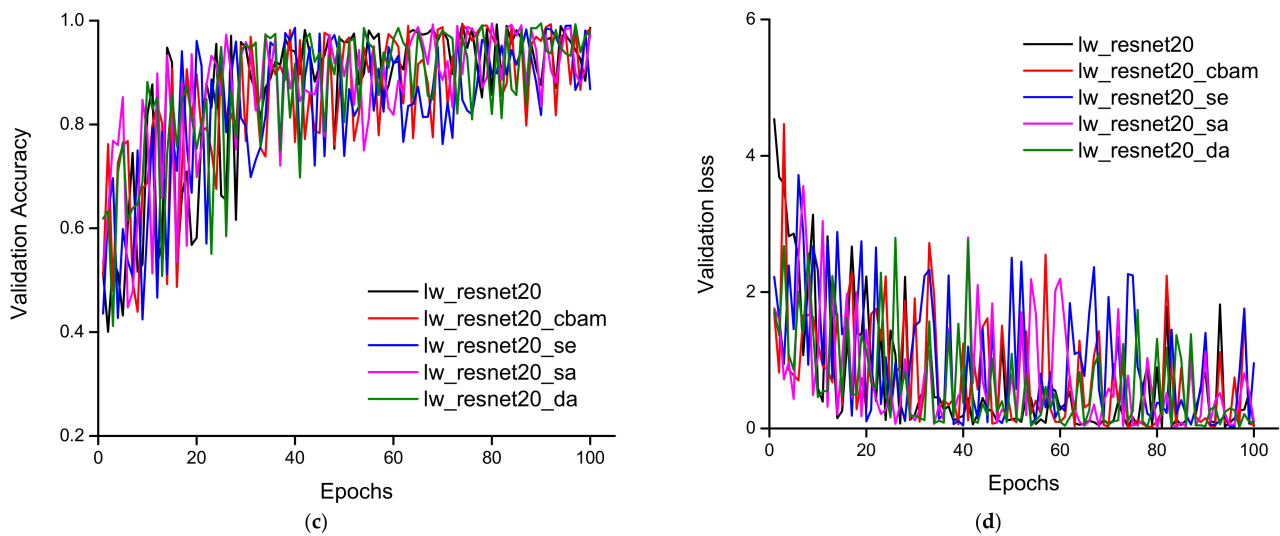 1.0
0.8
0.6
0.4
0.2
Validation Accuracy
lw_resnet20
lw_resnet20_cbam
lw_resnet20_se
lw_resnet20_sa
lw_resnet20_da
0 20 40 60 80 100
Epochs
(c)
6
4
2
0
Validation loss
lw_resnet20
lw_resnet20_cbam
lw_resnet20_se
lw_resnet20_sa
lw_resnet20_da
0 20 40 60 80 100
Epochs
(d)